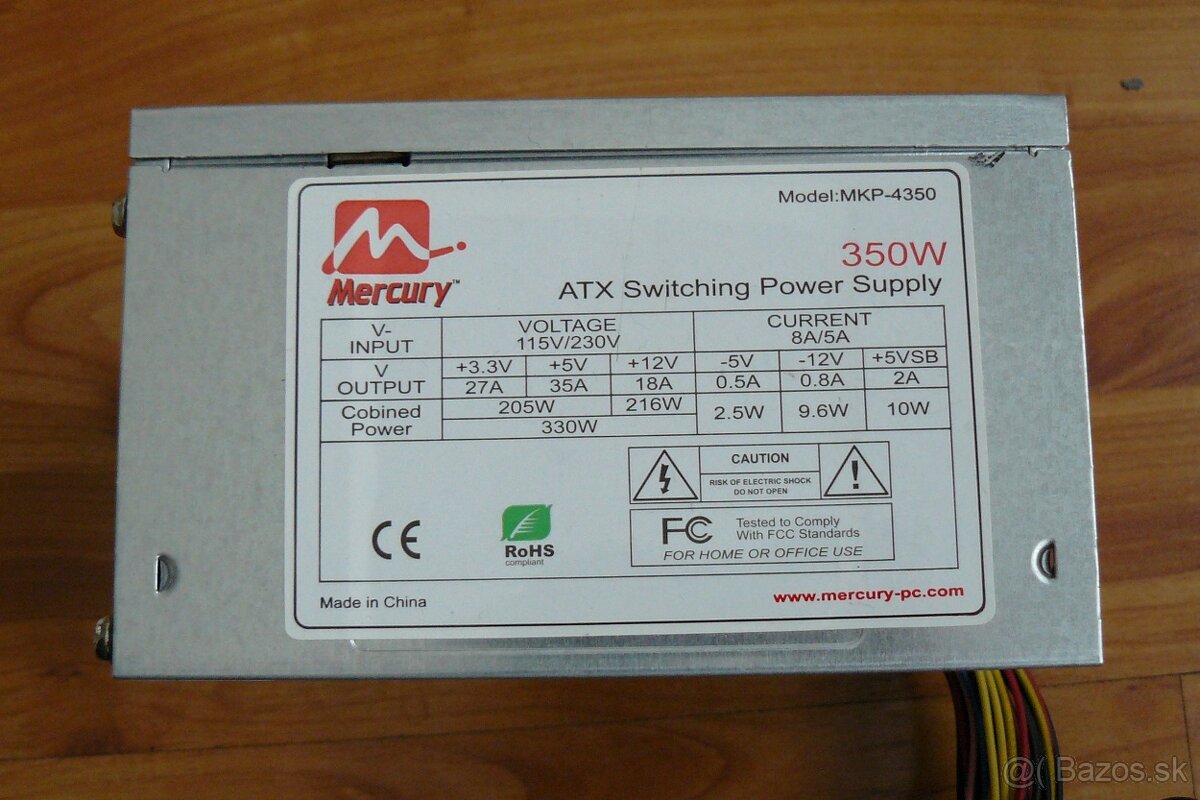 Model:MKP-4350
Mercury™
350W
ATX Switching Power Supply
V-INPUT VOLTAGE 115V/230V CURRENT 8A/5A
V OUTPUT +3.3V +5V +12V -5V -12V +5VSB
27A 35A 18A 0.5A 0.8A 2A
Cobined Power 205W 216W 2.5W 9.6W 10W
330W
CAUTION
RISK OF ELECTRIC SHOCK
DO NOT OPEN
CE
RoHS
compliant
FC
Tested to Comply
With FCC Standards
FOR HOME OR OFFICE USE
Made in China
www.mercury-pc.com
@( Bazos.sk